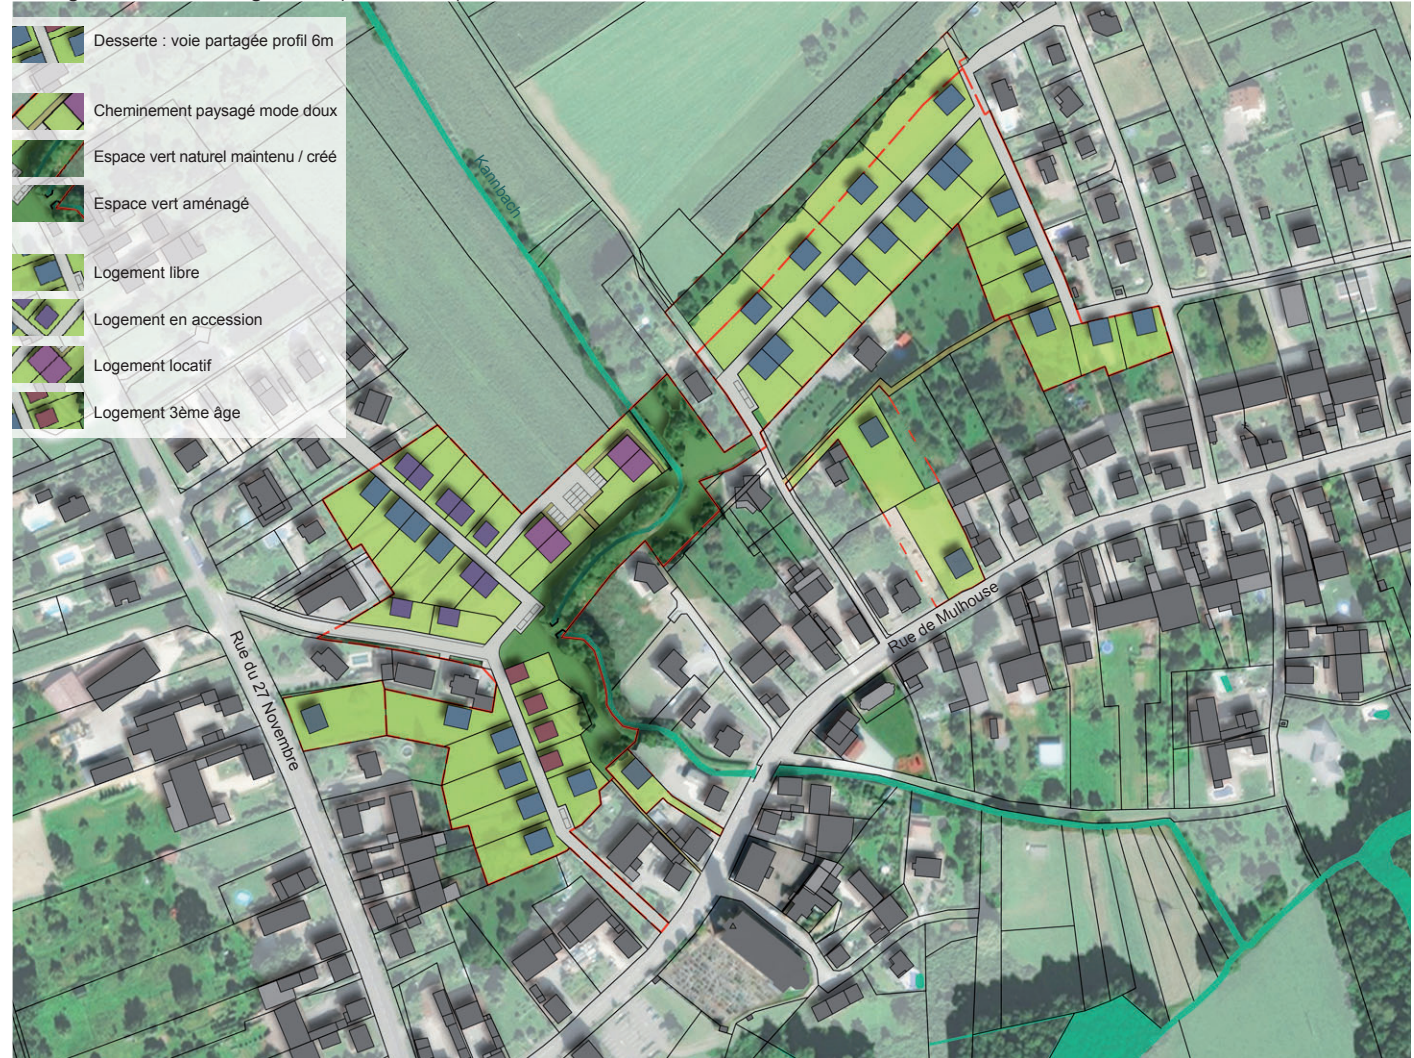 Desserte : voie partagée profil 6m
Cheminement paysagé mode doux
Espace vert naturel maintenu / créé
Espace vert aménagé
Logement libre
Logement en accession
Logement locatif
Logement 3ème âge
Kannbach
Rue de Mulhouse
Rue du 27 Novembre